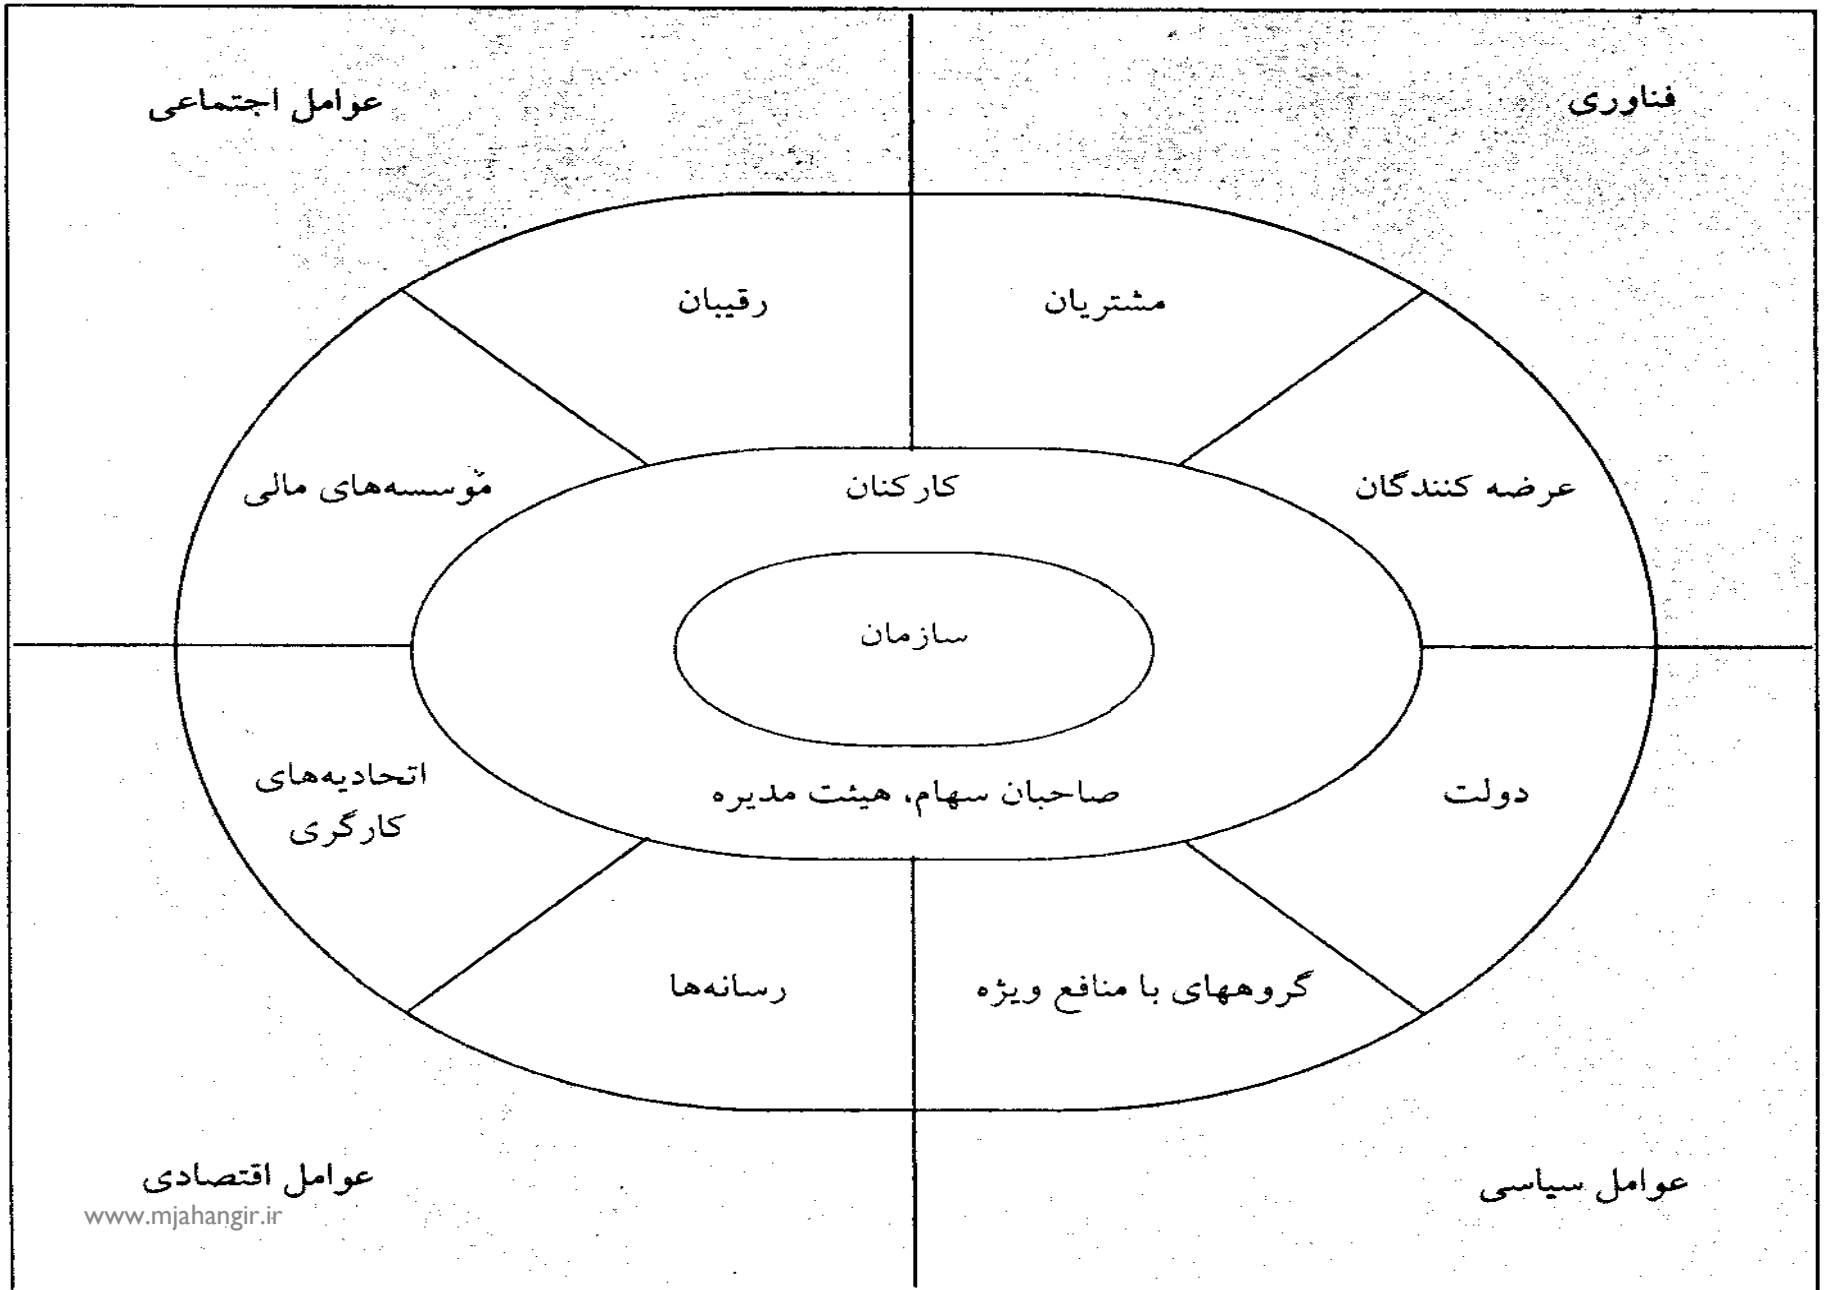 فناوری
عوامل اجتماعی
مشتریان
رقیبان
عرضه کنندگان
کارکنان
مؤسسه‌های مالی
سازمان
دولت
صاحبان سهام، هیئت مدیره
اتحادیه‌های
کارگری
گروههای با منافع ویژه
رسانه‌ها
عوامل سیاسی
عوامل اقتصادی
www.mjahangir.ir